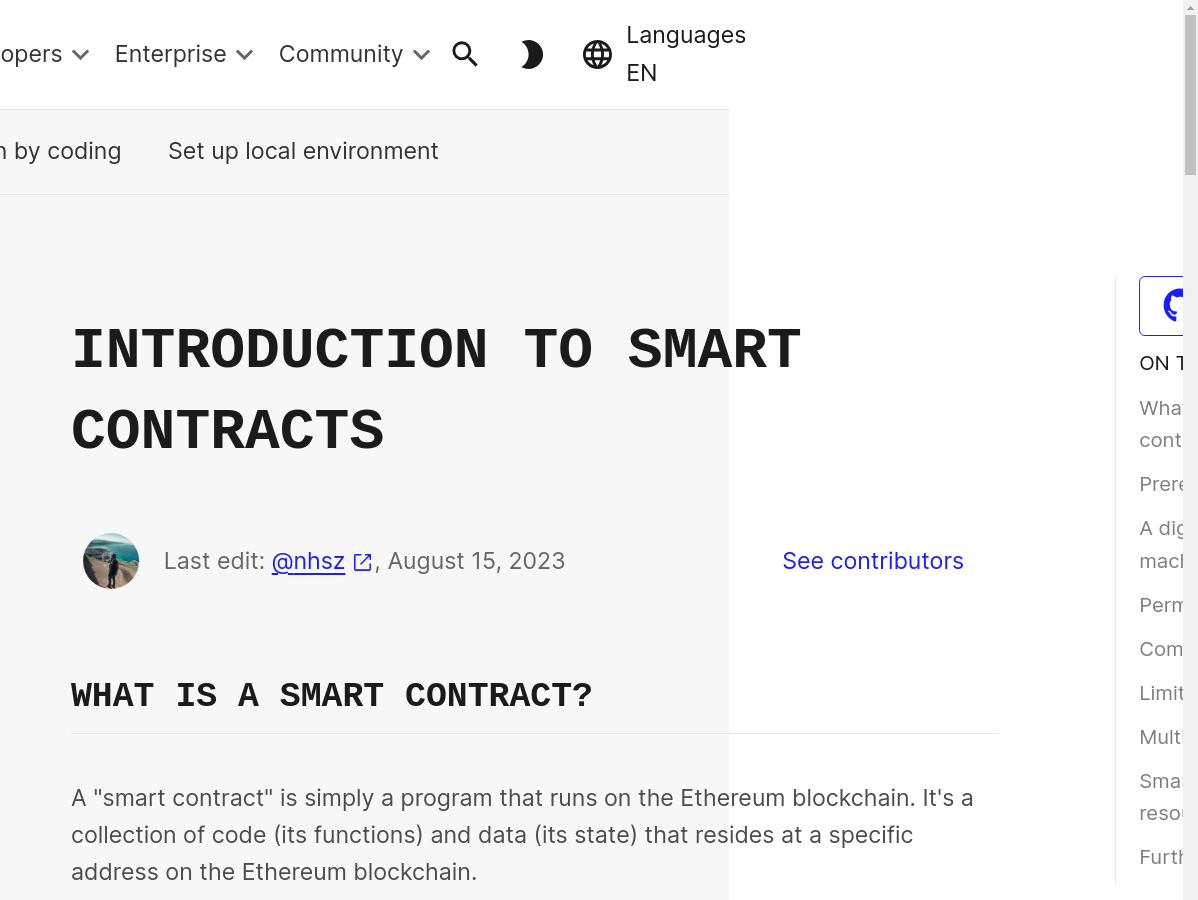 opers Enterprise Community
Languages
EN
by coding Set up local environment
INTRODUCTION TO SMART
CONTRACTS
Last edit: @nhsz, August 15, 2023 See contributors
WHAT IS A SMART CONTRACT?
A "smart contract" is simply a program that runs on the Ethereum blockchain. It's a
collection of code (its functions) and data (its state) that resides at a specific
address on the Ethereum blockchain.
ON T
What
cont
Prere
A dig
mach
Perm
Com
Limit
Mult
Smar
reso
Furth